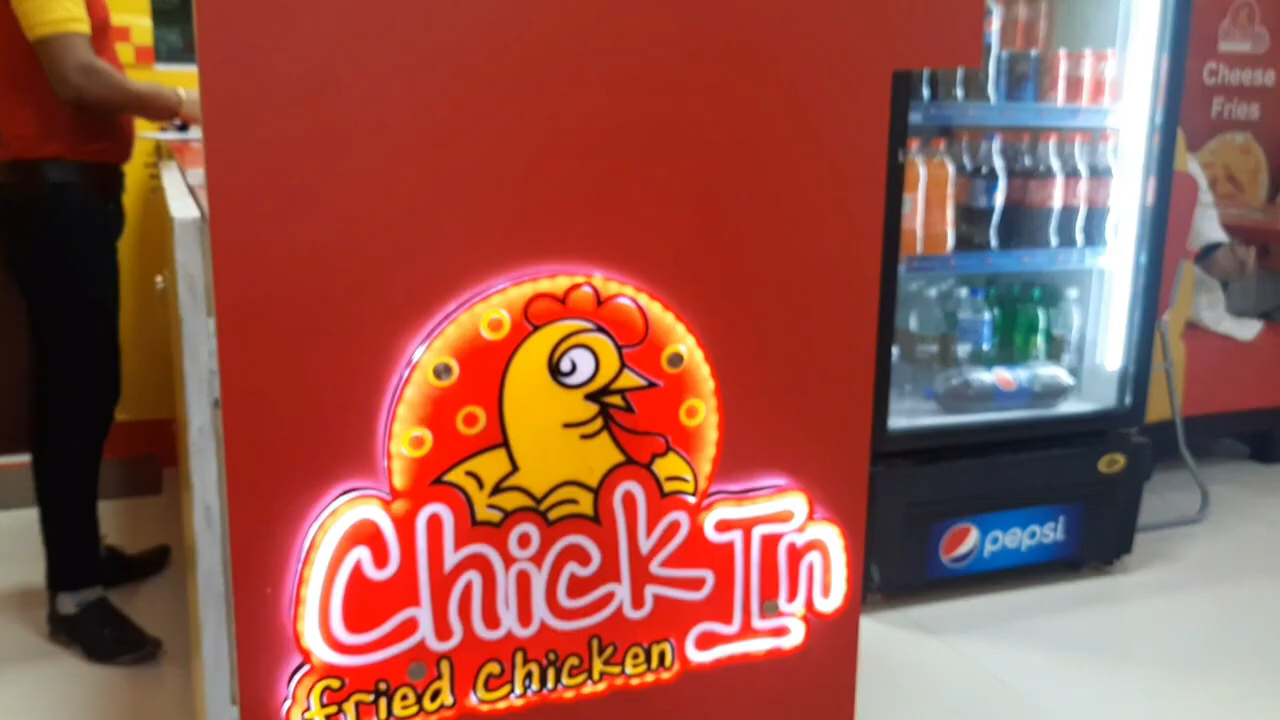 Chick In
fried chicken
pepsi
Cheese
Fries